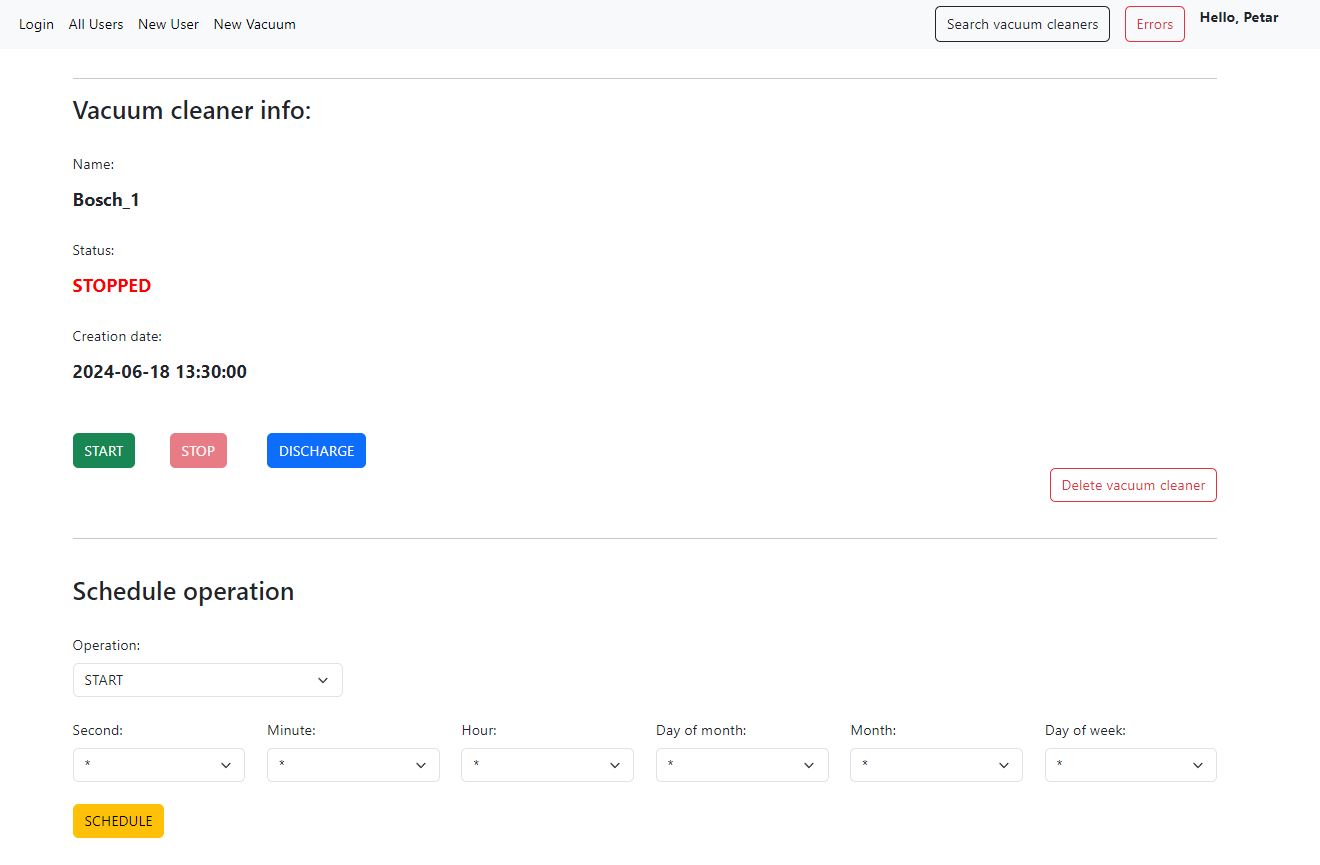 Login All Users New User New Vacuum Search vacuum cleaners Errors Hello, Petar
Vacuum cleaner info:
Name:
Bosch_1
Status:
STOPPED
Creation date:
2024-06-18 13:30:00
START STOP DISCHARGE
Delete vacuum cleaner
Schedule operation
Operation:
START
Second: Minute: Hour: Day of month: Month: Day of week:
* * * * * *
SCHEDULE